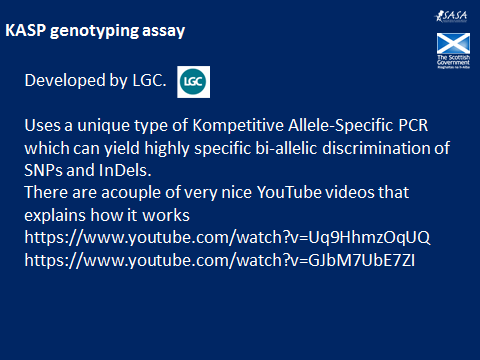 SASA
KASP genotyping assay
The Scottish
Government
Developed by LGC.
LGC
Uses a unique type of Kompetitive Allele-Specific PCR
which can yield highly specific bi-allelic discrimination of
SNPs and InDels.
There are acouple of very nice YouTube videos that
explains how it works
https://www.youtube.com/watch?v=Uq9HhmzOqUQ
https://www.youtube.com/watch?v=GJbM7UbE7ZI